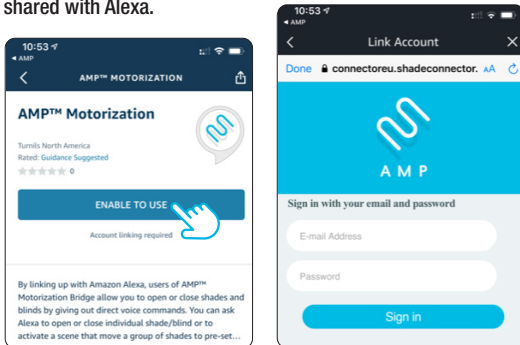 shared with Alexa.
10:53
AMP
AMP™ MOTORIZATION
AMP™ Motorization
Turnils North America
Rated: Guidance Suggested
0
ENABLE TO USE
Account linking required
By linking up with Amazon Alexa, users of AMP™
Motorization Bridge allow you to open or close shades and
blinds by giving out direct voice commands. You can ask
Alexa to open or close individual shade/blind or to
activate a scene that move a group of shades to pre-set...
10:53
AMP
Link Account
Done connectoreu.shadeconnector. AA
AMP
Sign in with your email and password
E-mail Address
Password
Sign in